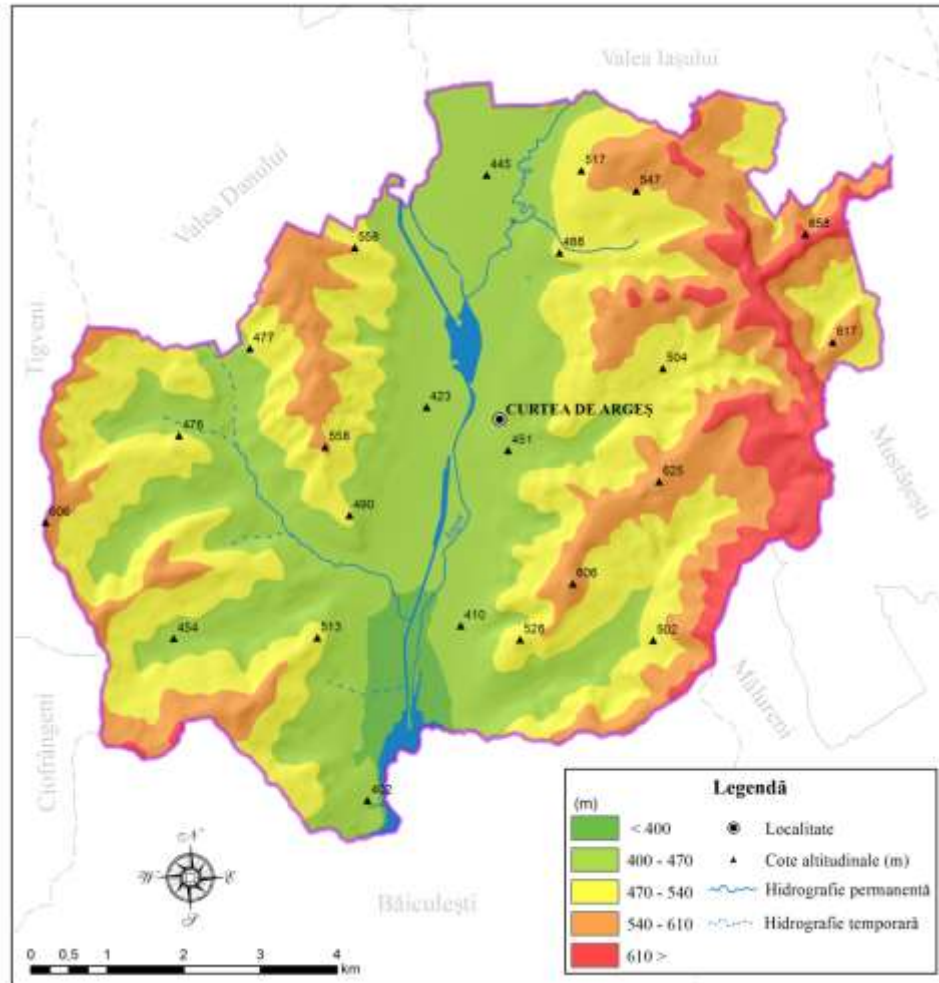 Valea Iașului
445
517
547
Valea Danului
558
488
658
Tigveni
477
617
504
423
CURTEA DE ARGEȘ
476
451
558
625
Mușătești
606
490
606
454
513
410
526
502
Mălureni
Ciofrângeni
402
Băiculești
N
W E
S
0 0,5 1 2 3 4
km
Legendă
(m)
< 400
Localitate
400 - 470
Cote altitudinale (m)
470 - 540
Hidrografie permanentă
540 - 610
Hidrografie temporară
610 >